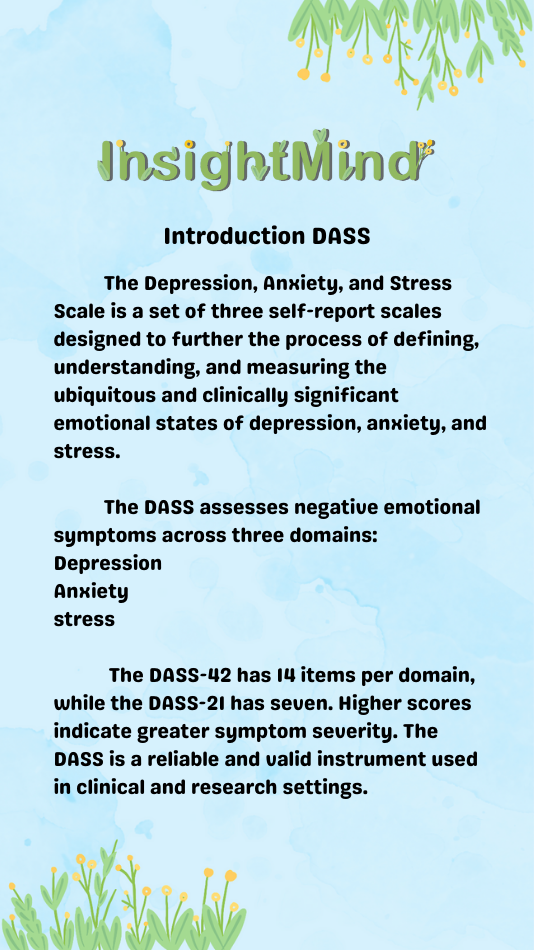 InsightMind
Introduction DASS
The Depression, Anxiety, and Stress
Scale is a set of three self-report scales
designed to further the process of defining,
understanding, and measuring the
ubiquitous and clinically significant
emotional states of depression, anxiety, and
stress.
The DASS assesses negative emotional
symptoms across three domains:
Depression
Anxiety
stress
The DASS-42 has 14 items per domain,
while the DASS-21 has seven. Higher scores
indicate greater symptom severity. The
DASS is a reliable and valid instrument used
in clinical and research settings.